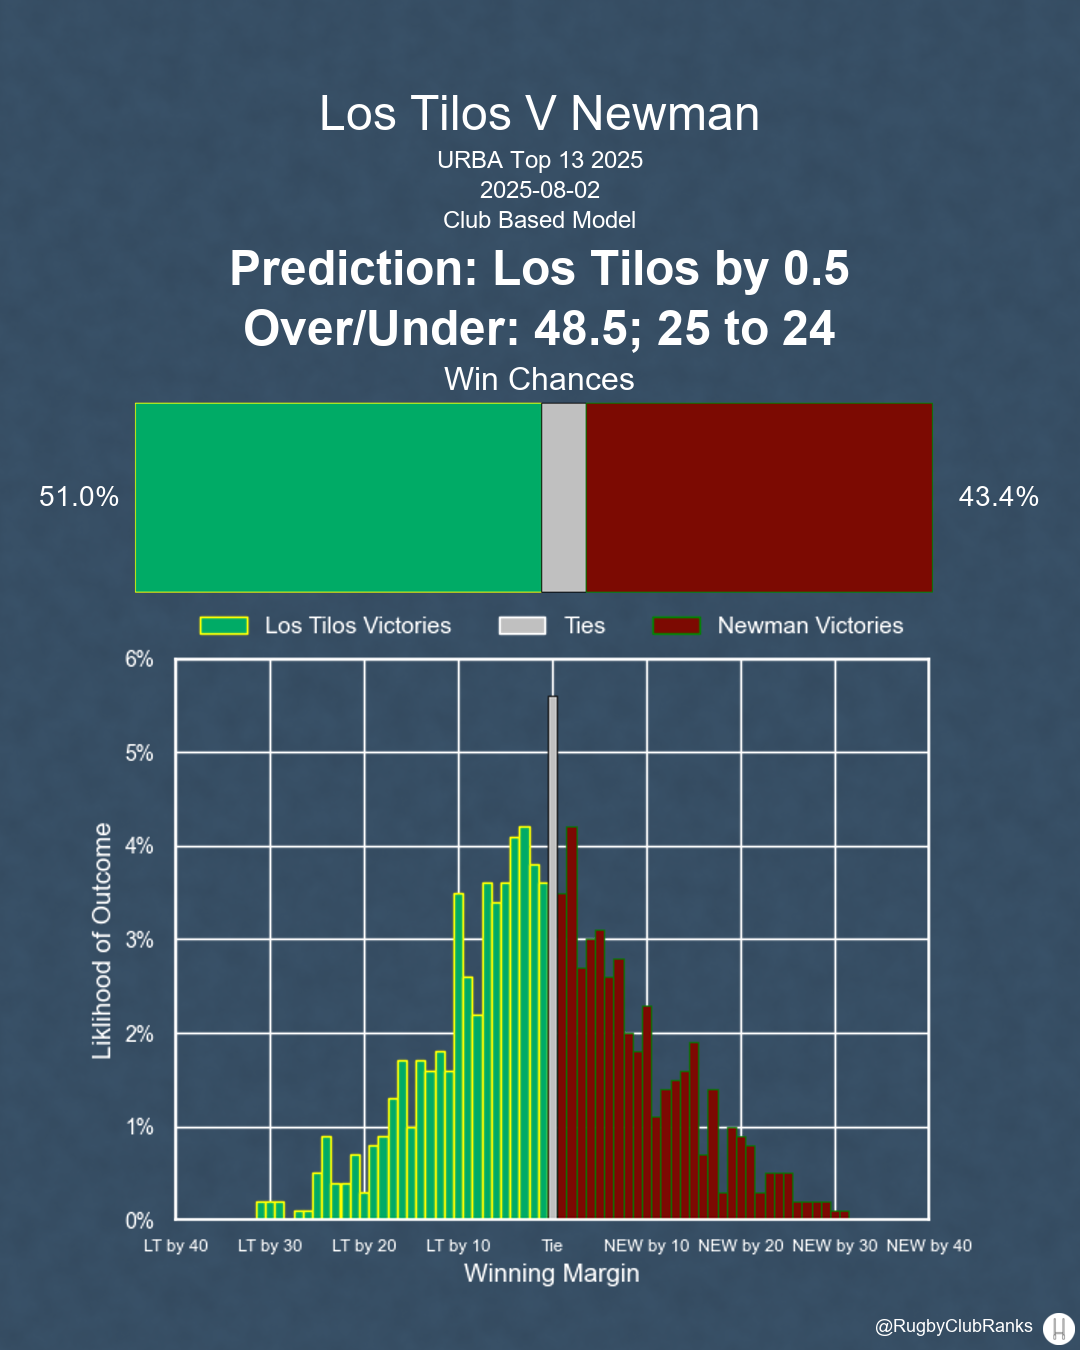 Los Tilos V Newman
URBA Top 13 2025
2025-08-02
Club Based Model
Prediction: Los Tilos by 0.5
Over/Under: 48.5; 25 to 24
Win Chances
51.0%
43.4%
Los Tilos Victories
Ties
Newman Victories
6%
5%
4%
3%
2%
1%
0%
Liklihood of Outcome
LT by 40
LT by 30
LT by 20
LT by 10
Tie
NEW by 10
NEW by 20
NEW by 30
NEW by 40
Winning Margin
@RugbyClubRanks